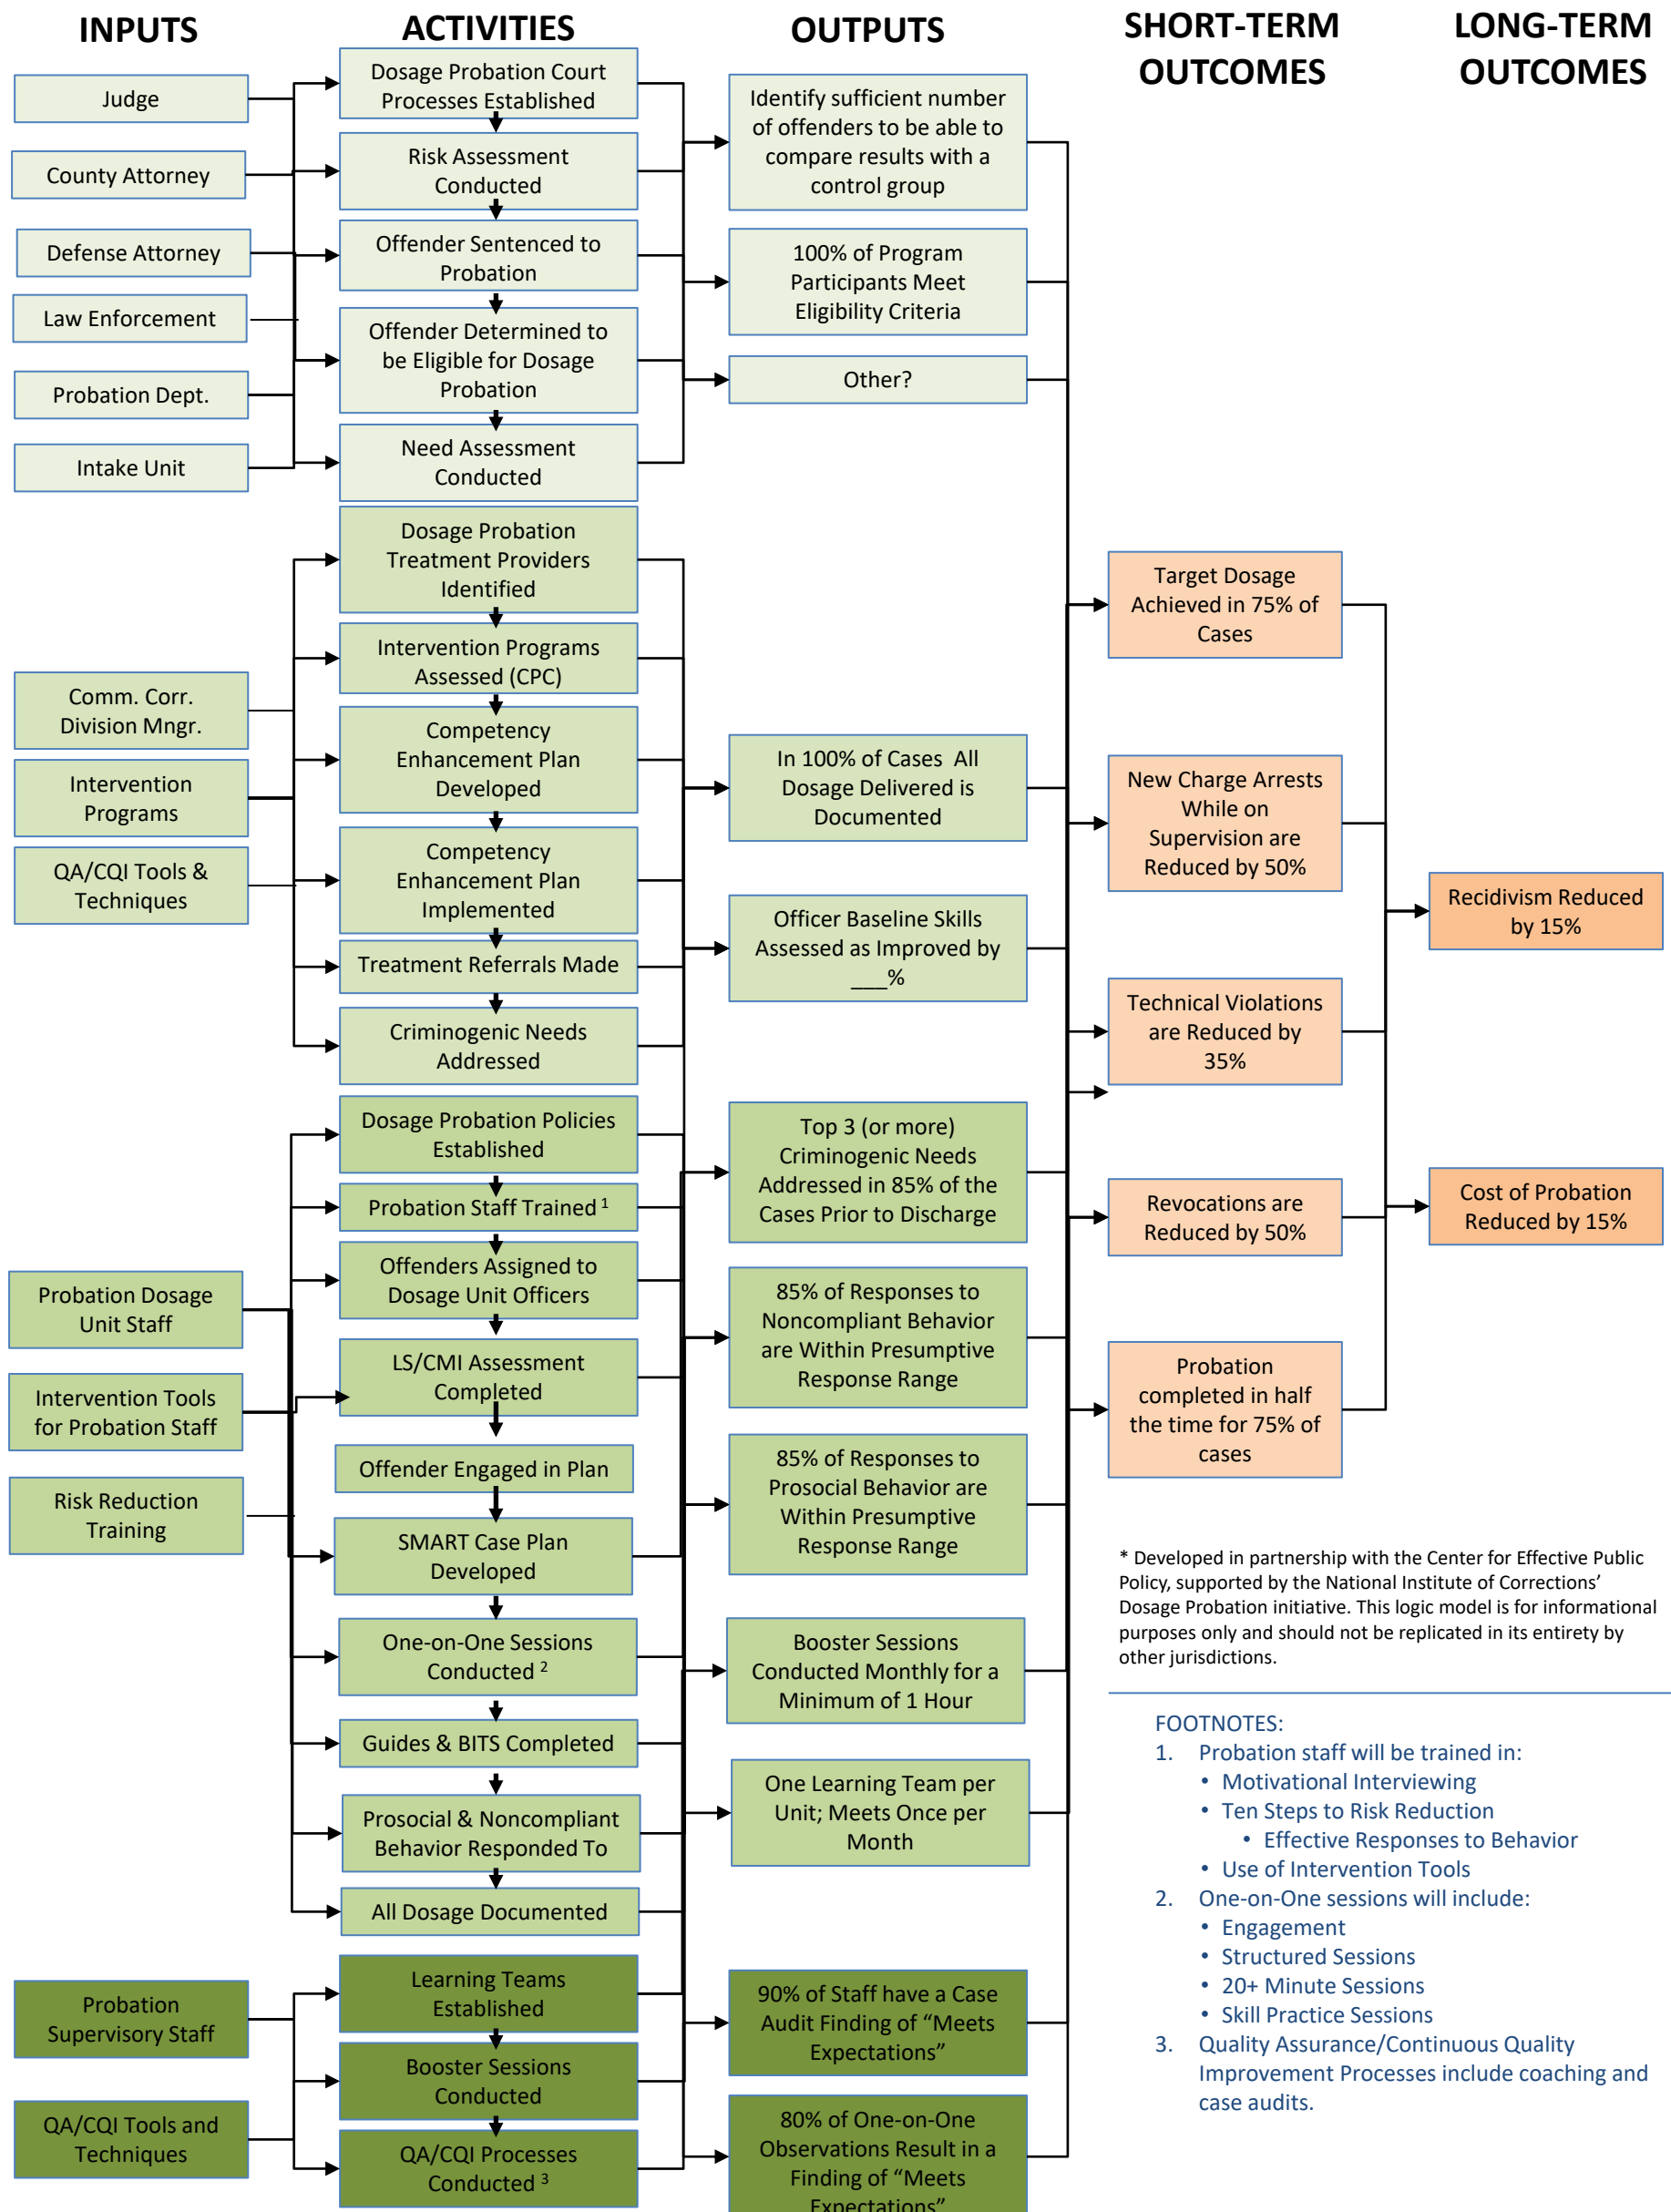 INPUTS
ACTIVITIES
OUTPUTS
SHORT-TERM
OUTCOMES
LONG-TERM
OUTCOMES
Judge
County Attorney
Defense Attorney
Law Enforcement
Probation Dept.
Intake Unit
Dosage Probation Court
Processes Established
Risk Assessment
Conducted
Offender Sentenced to
Probation
Offender Determined to
be Eligible for Dosage
Probation
Need Assessment
Conducted
Identify sufficient number
of offenders to be able to
compare results with a
control group
100% of Program
Participants Meet
Eligibility Criteria
Other?
Comm. Corr.
Division Mngr.
Intervention
Programs
QA/CQI Tools &
Techniques
Dosage Probation
Treatment Providers
Identified
Intervention Programs
Assessed (CPC)
Competency
Enhancement Plan
Developed
Competency
Enhancement Plan
Implemented
Treatment Referrals Made
Criminogenic Needs
Addressed
In 100% of Cases All
Dosage Delivered is
Documented
Officer Baseline Skills
Assessed as Improved by
___%
Probation Dosage
Unit Staff
Intervention Tools
for Probation Staff
Risk Reduction
Training
Dosage Probation Policies
Established
Probation Staff Trained 1
Offenders Assigned to
Dosage Unit Officers
LS/CMI Assessment
Completed
Offender Engaged in Plan
SMART Case Plan
Developed
One-on-One Sessions
Conducted 2
Guides & BITS Completed
Prosocial & Noncompliant
Behavior Responded To
All Dosage Documented
Top 3 (or more)
Criminogenic Needs
Addressed in 85% of the
Cases Prior to Discharge
85% of Responses to
Noncompliant Behavior
are Within Presumptive
Response Range
85% of Responses to
Prosocial Behavior are
Within Presumptive
Response Range
Booster Sessions
Conducted Monthly for a
Minimum of 1 Hour
One Learning Team per
Unit; Meets Once per
Month
Probation
Supervisory Staff
QA/CQI Tools and
Techniques
Learning Teams
Established
Booster Sessions
Conducted
QA/CQI Processes
Conducted 3
90% of Staff have a Case
Audit Finding of “Meets
Expectations”
80% of One-on-One
Observations Result in a
Finding of “Meets
Expectations”
Target Dosage
Achieved in 75% of
Cases
New Charge Arrests
While on
Supervision are
Reduced by 50%
Technical Violations
are Reduced by
35%
Revocations are
Reduced by 50%
Probation
completed in half
the time for 75% of
cases
Recidivism Reduced
by 15%
Cost of Probation
Reduced by 15%
* Developed in partnership with the Center for Effective Public
Policy, supported by the National Institute of Corrections’
Dosage Probation initiative. This logic model is for informational
purposes only and should not be replicated in its entirety by
other jurisdictions.
FOOTNOTES:
1. Probation staff will be trained in:
• Motivational Interviewing
• Ten Steps to Risk Reduction
• Effective Responses to Behavior
• Use of Intervention Tools
2. One-on-One sessions will include:
• Engagement
• Structured Sessions
• 20+ Minute Sessions
• Skill Practice Sessions
3. Quality Assurance/Continuous Quality
Improvement Processes include coaching and
case audits.